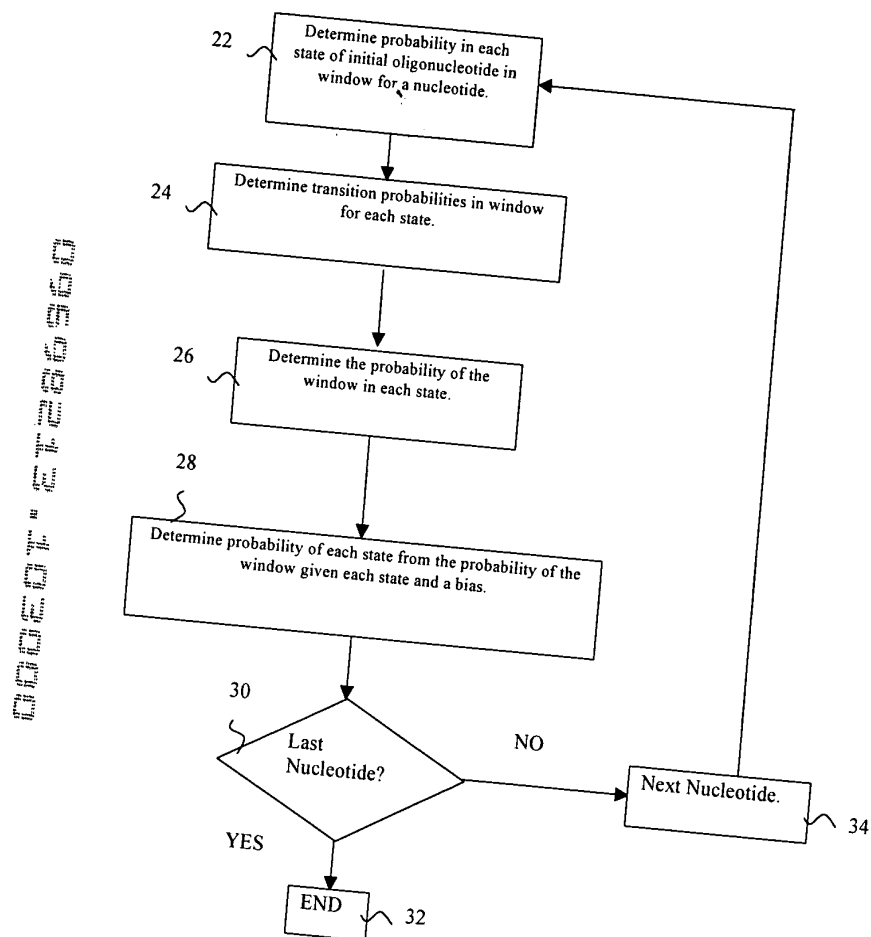 22
Determine probability in each
state of initial oligonucleotide in
window for a nucleotide.
24
Determine transition probabilities in window
for each state.
26
Determine the probability of the
window in each state.
28
Determine probability of each state from the probability of the
window given each state and a bias.
30
Last
Nucleotide?
NO
Next Nucleotide.
34
YES
END
32
09598213.103000